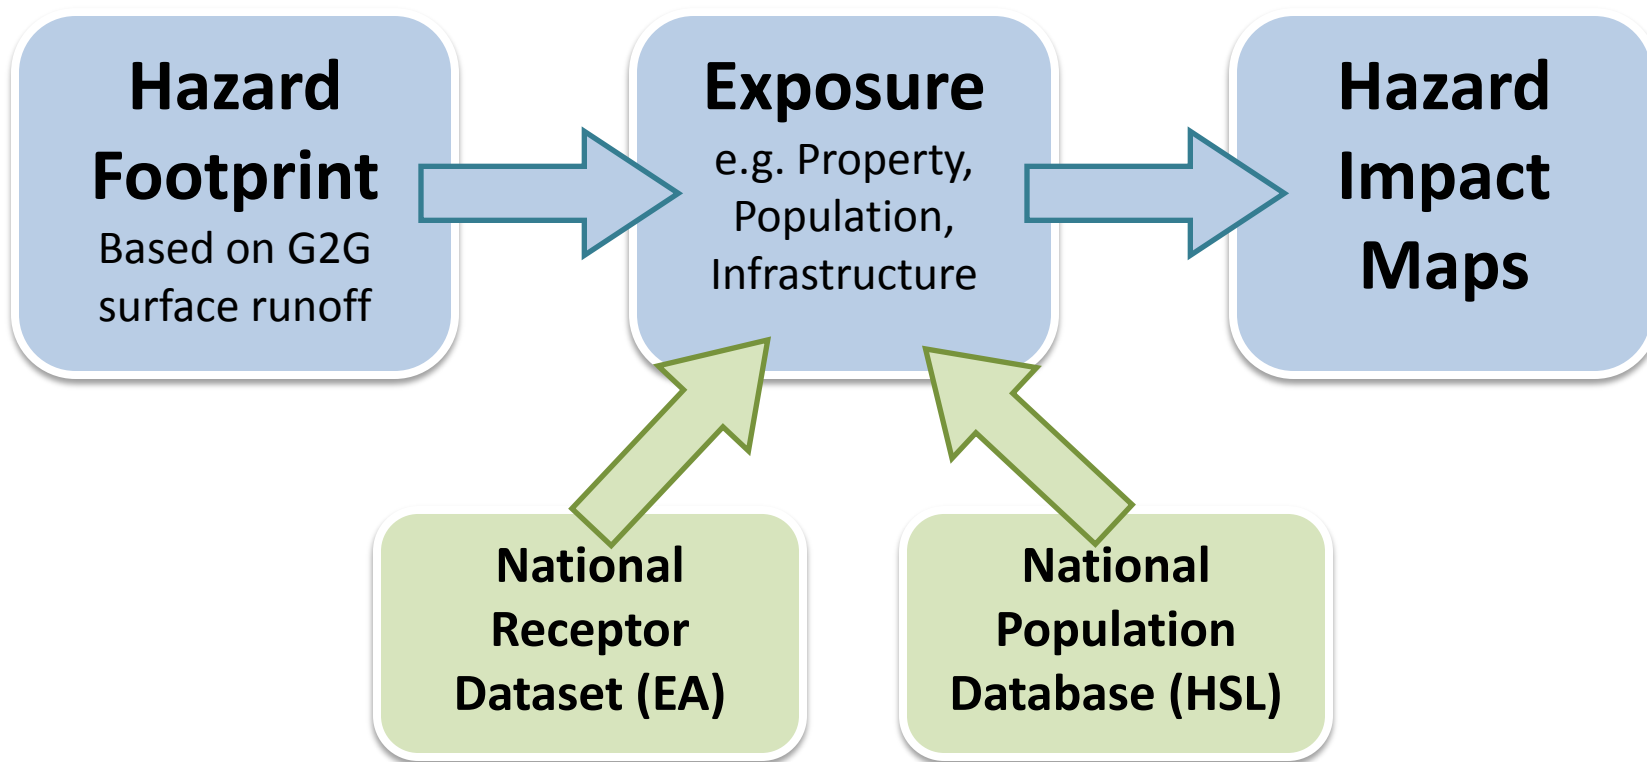 Hazard
Footprint
Based on G2G
surface runoff
Exposure
e.g. Property,
Population,
Infrastructure
Hazard
Impact
Maps
National
Receptor
Dataset (EA)
National
Population
Database (HSL)